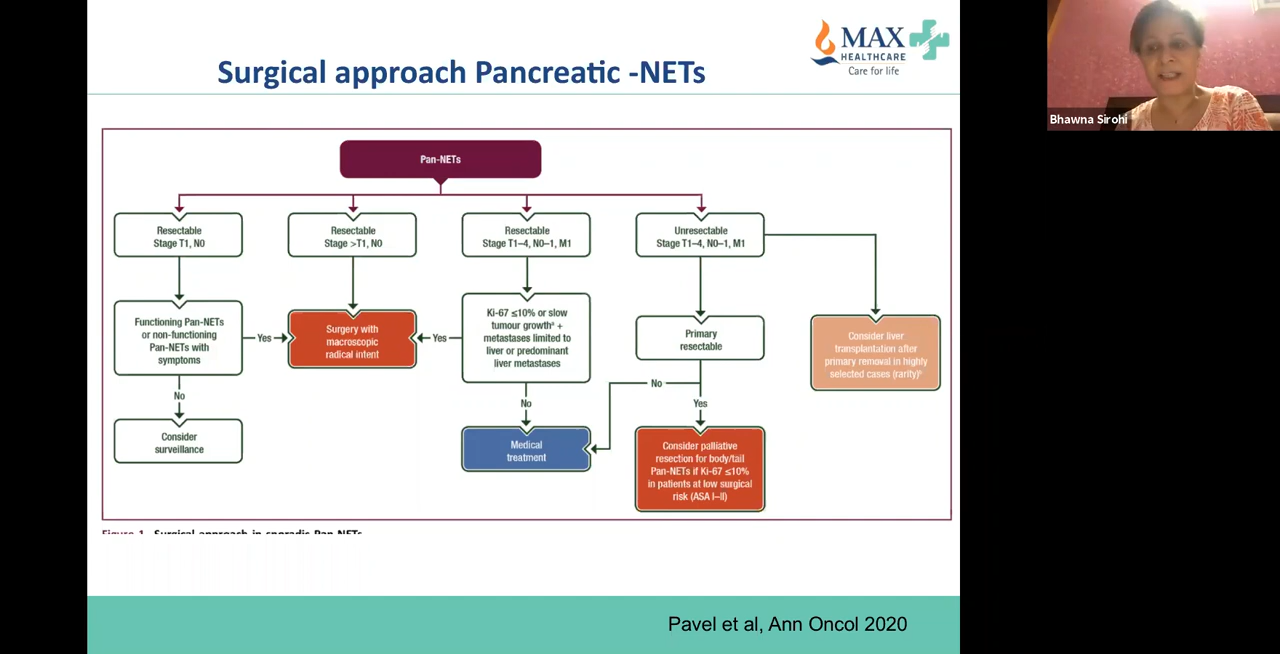 Surgical approach Pancreatic -NETs
MAX
HEALTHCARE
Care for life
Bhawna Sirohi
Pan-NETs
Resectable
Stage T1, N0
Resectable
Stage >T1, N0
Resectable
Stage T1–4, N0–1, M1
Unresectable
Stage T1–4, N0–1, M1
Functioning Pan-NETs
or non-functioning
Pan-NETs with
symptoms
Yes
Surgery with
macroscopic
radical intent
Yes
Ki-67 ≤10% or slow
tumour growthᵃ +
metastases limited to
liver or predominant
liver metastases
Primary
resectable
Consider liver
transplantation after
primary removal in highly
selected cases (rarity)ᵇ
No
No
No
Yes
Consider
surveillance
Medical
treatment
Consider palliative
resection for body/tail
Pan-NETs if Ki-67 ≤10%
in patients at low surgical
risk (ASA I–II)
Figure 1. Surgical approach in sporadic Pan-NETs
Pavel et al, Ann Oncol 2020